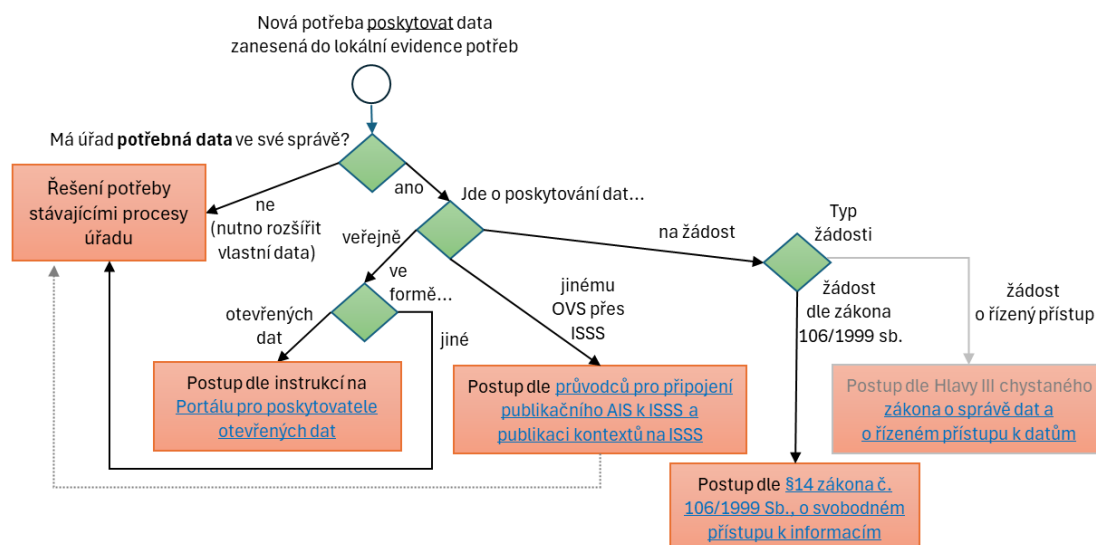 Nová potřeba poskytovat data
zanesená do lokální evidence potřeb
Má úřad potřebná data ve své správě?
Řešení potřeby
stávajícími procesy
úřadu
ne
(nutno rozšířit
vlastní data)
ano
Jde o poskytování dat...
veřejně
na žádost
Typ
žádosti
ve
formě...
jinému
OVS přes
ISSS
žádost
dle zákona
106/1999 sb.
žádost
o řízený přístup
otevřených
dat
jiné
Postup dle instrukcí na
Portálu pro poskytovatele
otevřených dat
Postup dle průvodců pro připojení
publikačního AIS k ISSS a
publikaci kontextů na ISSS
Postup dle Hlavy III chystaného
zákona o správě dat a
o řízeném přístupu k datům
Postup dle §14 zákona č.
106/1999 Sb., o svobodném
přístupu k informacím